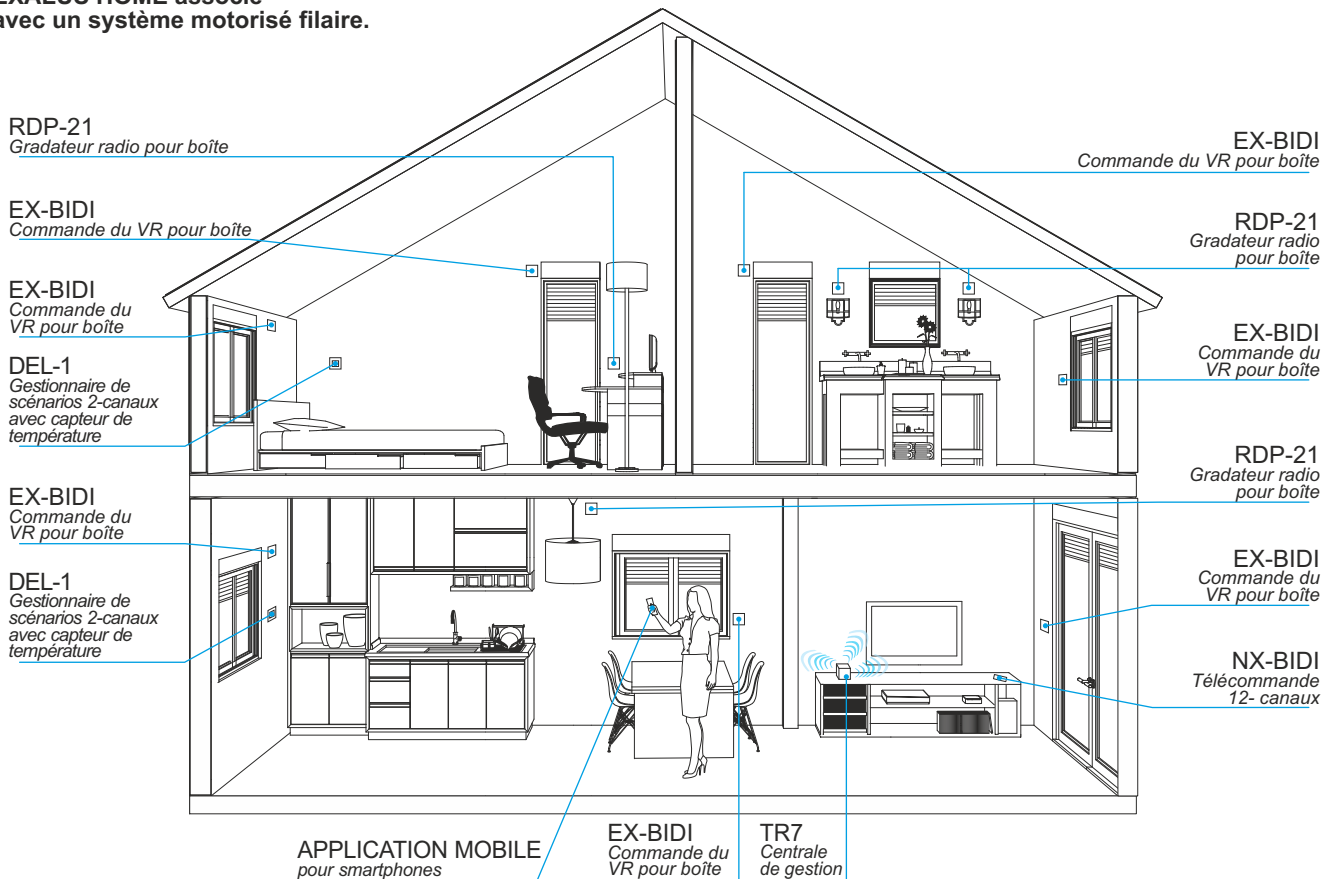 EXALUS HOME associé
avec un système motorisé filaire.
RDP-21
Gradateur radio pour boîte
EX-BIDI
Commande du VR pour boîte
EX-BIDI
Commande du
VR pour boîte
DEL-1
Gestionnaire de
scénarios 2-canaux
avec capteur de
température
EX-BIDI
Commande du
VR pour boîte
DEL-1
Gestionnaire de
scénarios 2-canaux
avec capteur de
température
EX-BIDI
Commande du VR pour boîte
RDP-21
Gradateur radio
pour boîte
EX-BIDI
Commande du
VR pour boîte
RDP-21
Gradateur radio
pour boîte
EX-BIDI
Commande du
VR pour boîte
NX-BIDI
Télécommande
12- canaux
APPLICATION MOBILE
pour smartphones
EX-BIDI
Commande du
VR pour boîte
TR7
Centrale
de gestion